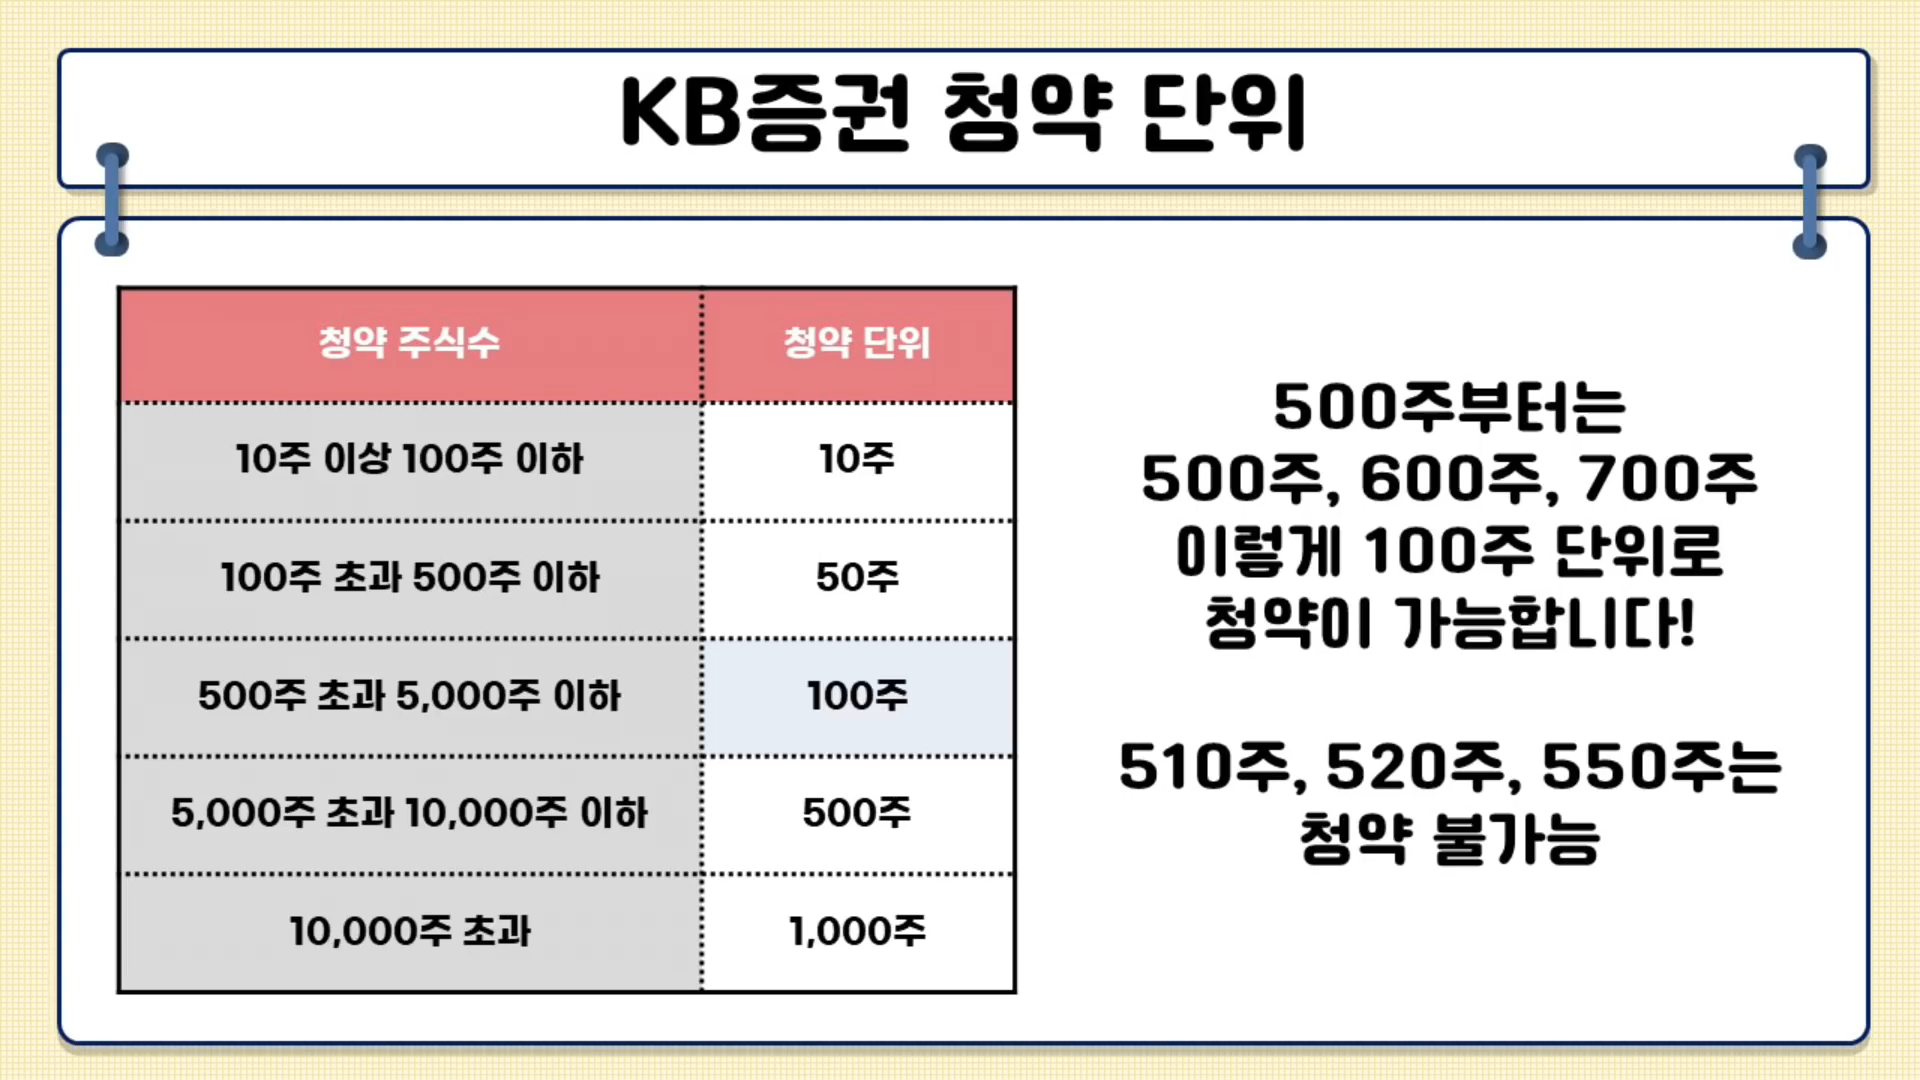 KB증권 청약 단위
청약 주식수 청약 단위
10주 이상 100주 이하 10주
100주 초과 500주 이하 50주
500주 초과 5,000주 이하 100주
5,000주 초과 10,000주 이하 500주
10,000주 초과 1,000주
500주부터는
500주, 600주, 700주
이렇게 100주 단위로
청약이 가능합니다!
510주, 520주, 550주는
청약 불가능